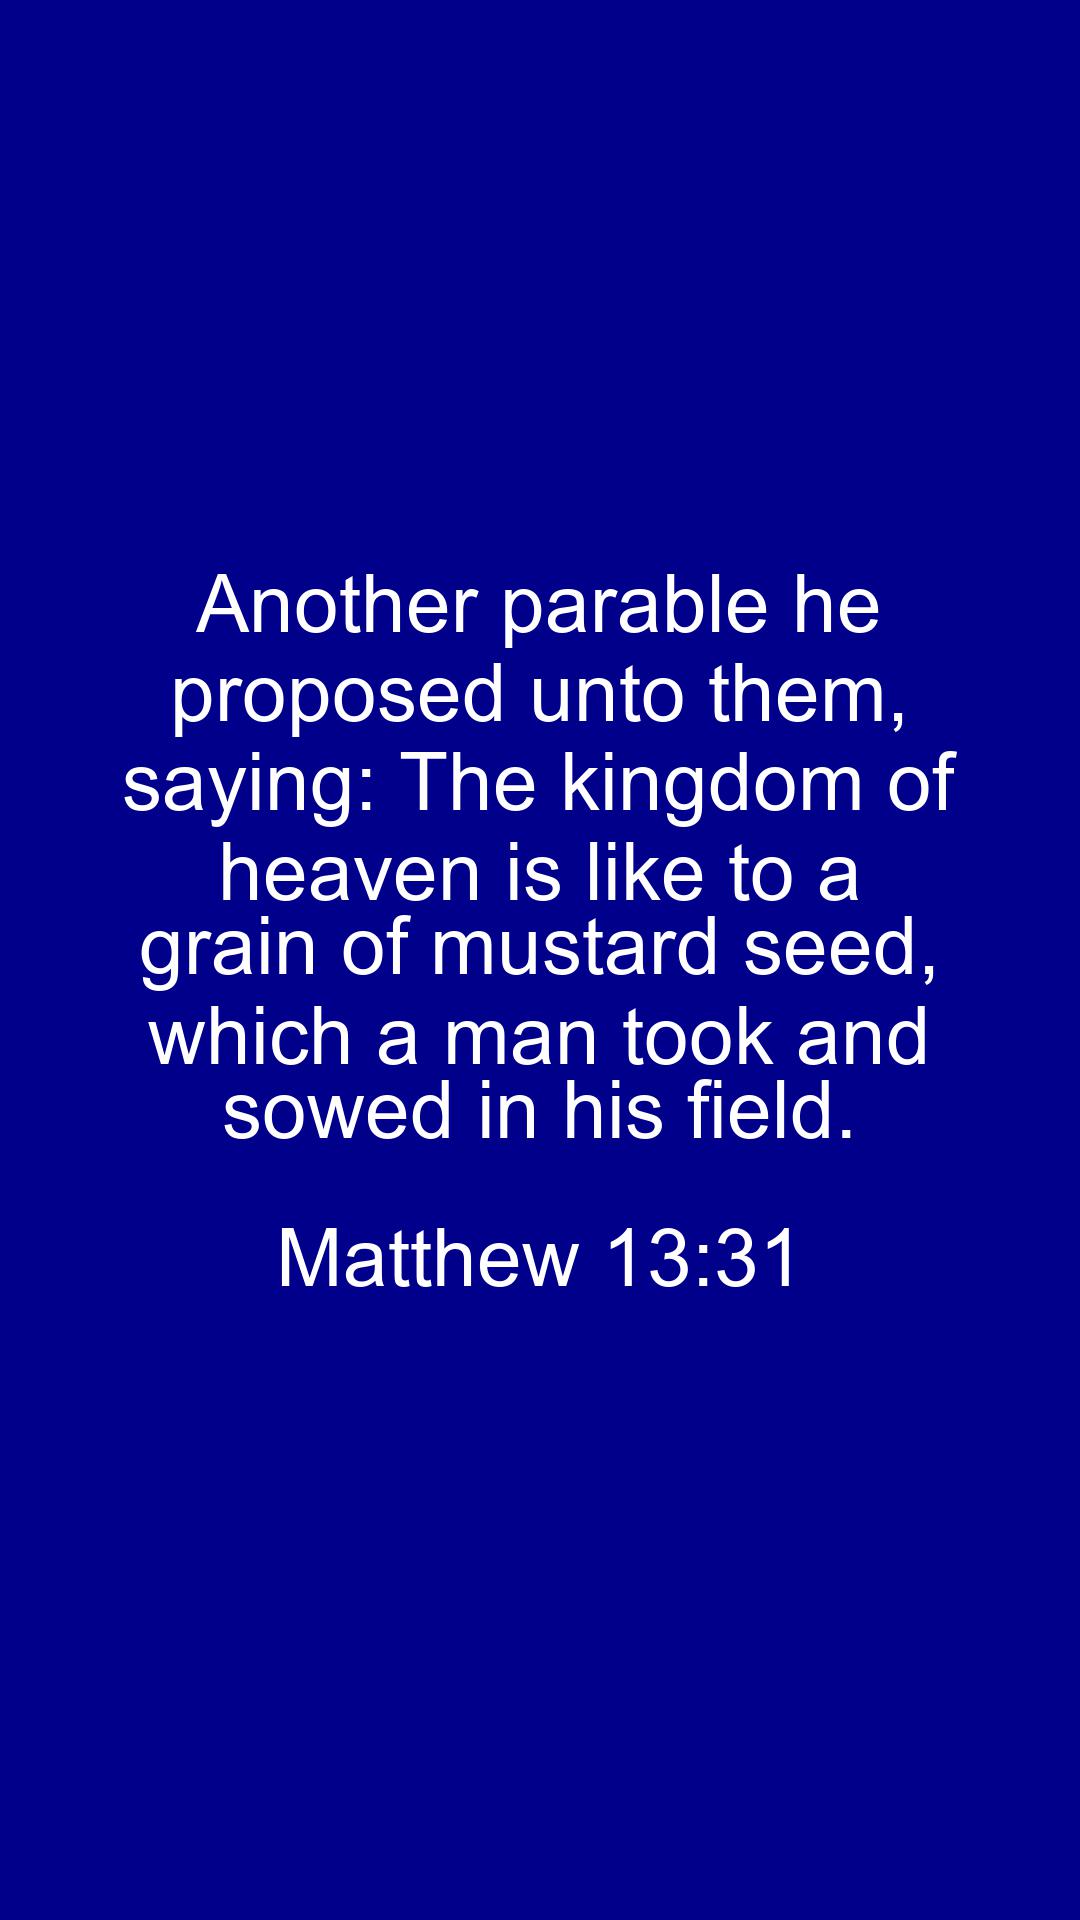 Another parable he
proposed unto them,
saying: The kingdom of
heaven is like to a
grain of mustard seed,
which a man took and
sowed in his field.
Matthew 13:31